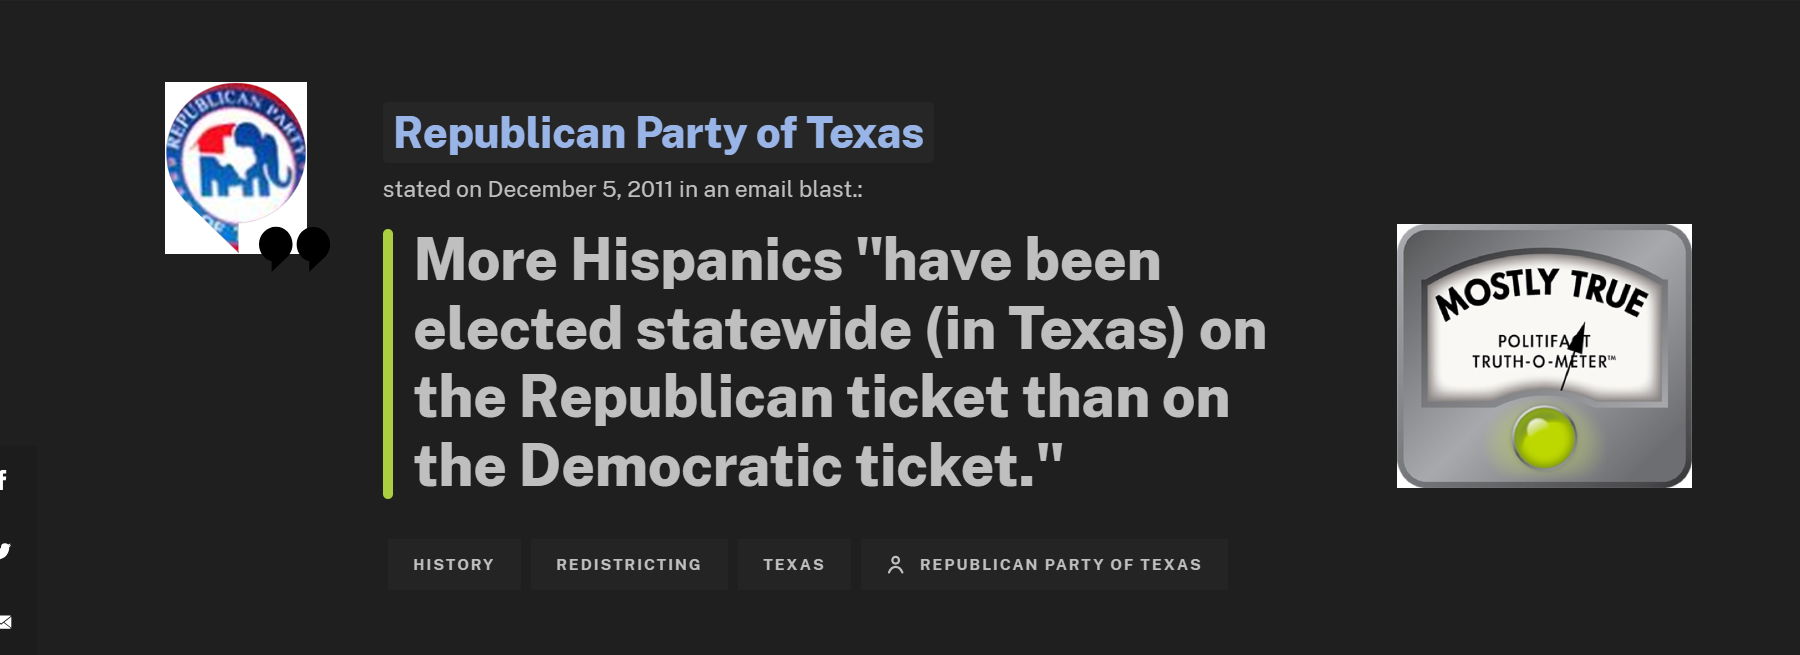 REPUBLICAN PARTY
OF
Republican Party of Texas
stated on December 5, 2011 in an email blast.:
More Hispanics "have been
elected statewide (in Texas) on
the Republican ticket than on
the Democratic ticket."
MOSTLY TRUE
POLITIFACT
TRUTH-O-METER™
HISTORY
REDISTRICTING
TEXAS
REPUBLICAN PARTY OF TEXAS